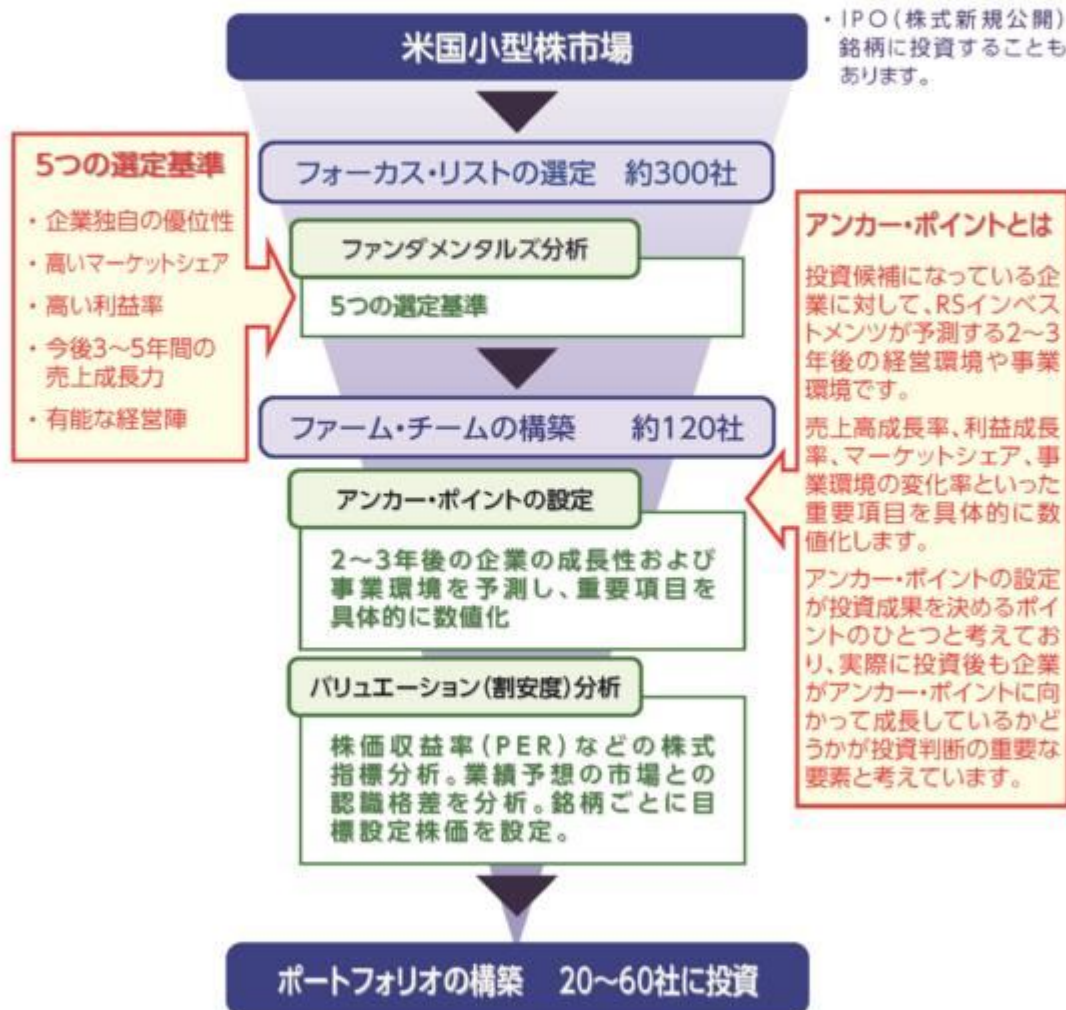 米国小型株市場
・IPO(株式新規公開)
銘柄に投資することも
あります。
フォーカス・リストの選定　約300社
5つの選定基準
・企業独自の優位性
・高いマーケットシェア
・高い利益率
・今後3〜5年間の
売上成長力
・有能な経営陣
ファンダメンタルズ分析
5つの選定基準
ファーム・チームの構築　約120社
アンカー・ポイントの設定
2〜3年後の企業の成長性および
事業環境を予測し、重要項目を
具体的に数値化
バリュエーション(割安度)分析
株価収益率(PER)などの株式
指標分析。業績予想の市場との
認識格差を分析。銘柄ごとに目
標設定株価を設定。
アンカー・ポイントとは
投資候補になっている企
業に対して、RSインベス
トメンツが予測する2〜3
年後の経営環境や事業
環境です。
売上高成長率、利益成長
率、マーケットシェア、事
業環境の変化率といった
重要項目を具体的に数
値化します。
アンカー・ポイントの設定
が投資成果を決めるポイ
ントのひとつと考えてお
り、実際に投資後も企業
がアンカー・ポイントに向
かって成長しているかど
うかが投資判断の重要な
要素と考えています。
ポートフォリオの構築　20〜60社に投資